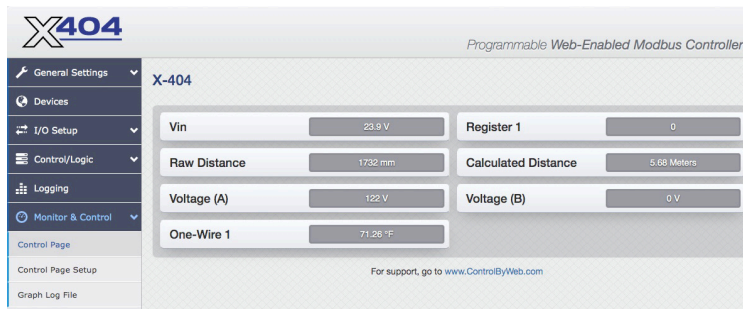 X404
Programmable Web-Enabled Modbus Controller
General Settings
Devices
I/O Setup
Control/Logic
Logging
Monitor & Control
Control Page
Control Page Setup
Graph Log File
X-404
Vin 23.9 V Register 1 0
Raw Distance 1732 mm Calculated Distance 5.68 Meters
Voltage (A) 122 V Voltage (B) 0 V
One-Wire 1 71.26 °F
For support, go to www.ControlByWeb.com